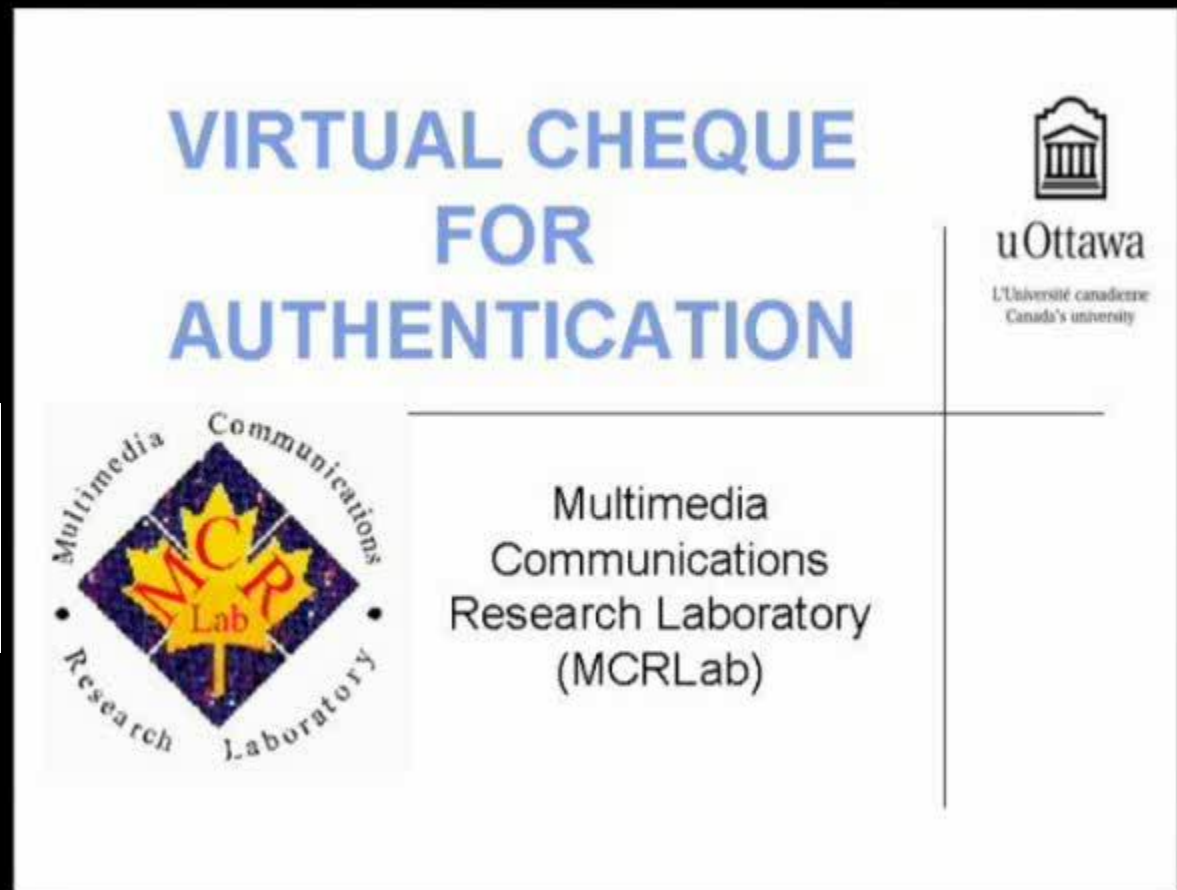 VIRTUAL CHEQUE
FOR
AUTHENTICATION
uOttawa
L'Université canadienne
Canada's university
Multimedia Communications
Research Laboratory
MCR
Lab
Multimedia
Communications
Research Laboratory
(MCRLab)